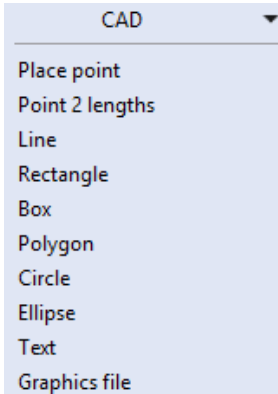 CAD
Place point
Point 2 lengths
Line
Rectangle
Box
Polygon
Circle
Ellipse
Text
Graphics file